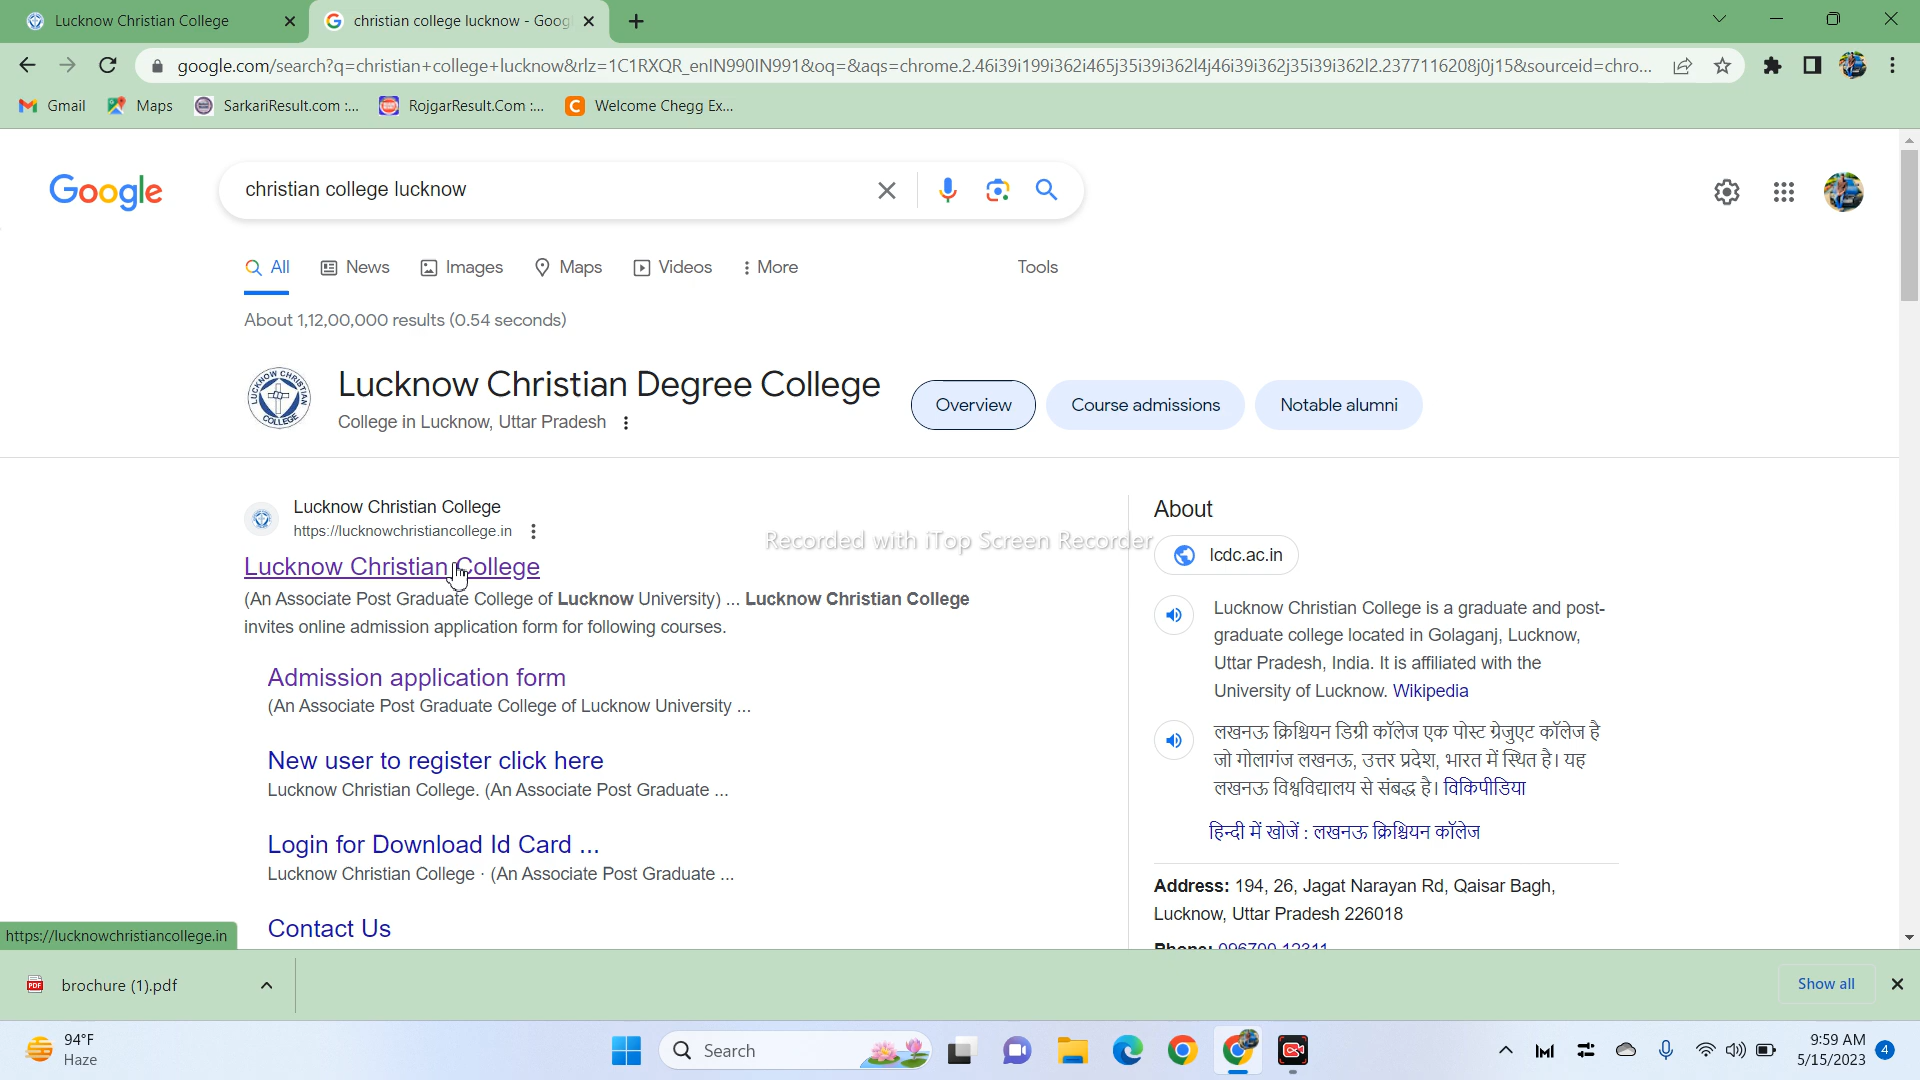 Lucknow Christian College
christian college lucknow - Goog
google.com/search?q=christian+college+lucknow&rlz=1C1RXQR_enIN990IN991&oq=&aqs=chrome.2.46i39i199i362i465j35i39i362l4j46i39i362j35i39i362l2.2377116208j0j15&sourceid=chro...
Gmail
Maps
SarkariResult.com :...
RojgarResult.Com :...
Welcome Chegg Ex...
Google
christian college lucknow
All
News
Images
Maps
Videos
More
Tools
About 1,12,00,000 results (0.54 seconds)
LUCKNOW CHRISTIAN COLLEGE
Lucknow Christian Degree College
College in Lucknow, Uttar Pradesh
Overview
Course admissions
Notable alumni
Lucknow Christian College
https://lucknowchristiancollege.in
Lucknow Christian College
(An Associate Post Graduate College of Lucknow University) ... Lucknow Christian College
invites online admission application form for following courses.
Admission application form
(An Associate Post Graduate College of Lucknow University ...
New user to register click here
Lucknow Christian College. (An Associate Post Graduate ...
Login for Download Id Card ...
Lucknow Christian College · (An Associate Post Graduate ...
Contact Us
Recorded with iTop Screen Recorder
About
lcdc.ac.in
Lucknow Christian College is a graduate and post-
graduate college located in Golaganj, Lucknow,
Uttar Pradesh, India. It is affiliated with the
University of Lucknow. Wikipedia
लखनऊ क्रिश्चियन डिग्री कॉलेज एक पोस्ट ग्रेजुएट कॉलेज है
जो गोलागंज लखनऊ, उत्तर प्रदेश, भारत में स्थित है। यह
लखनऊ विश्वविद्यालय से संबद्ध है। विकिपीडिया
हिन्दी में खोजें : लखनऊ क्रिश्चियन कॉलेज
Address: 194, 26, Jagat Narayan Rd, Qaisar Bagh,
Lucknow, Uttar Pradesh 226018
Phone: 096700 12311
https://lucknowchristiancollege.in
PDF
brochure (1).pdf
Show all
94°F
Haze
Search
9:59 AM
5/15/2023
4